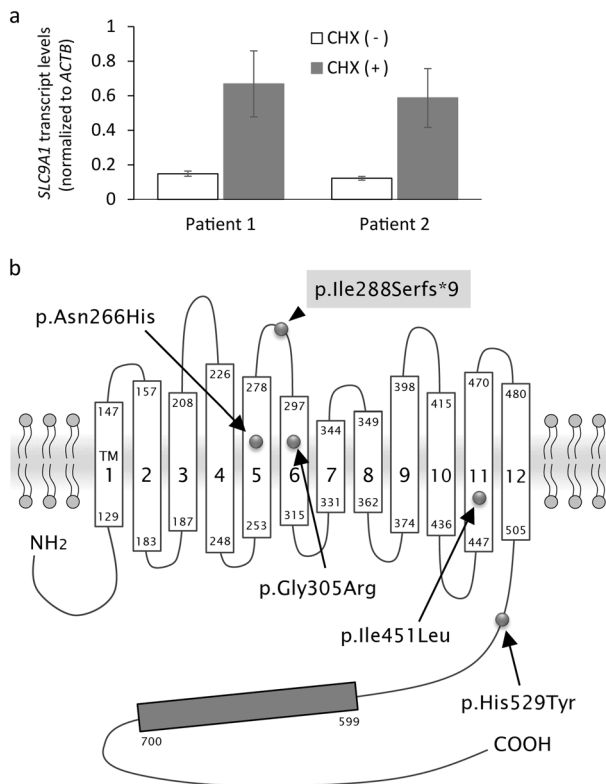 a
SLC9A1 transcript levels
(normalized to ACTB)
1
0.8
0.6
0.4
0.2
0
CHX ( - )
CHX (+)
Patient 1
Patient 2
b
p.Ile288Serfs*9
p.Asn266His
147
157
208
226
278
297
344
349
398
415
470
480
TM
1
2
3
4
5
6
7
8
9
10
11
12
129
183
187
248
253
315
331
362
374
436
447
505
NH2
p.Gly305Arg
p.Ile451Leu
p.His529Tyr
700
599
COOH